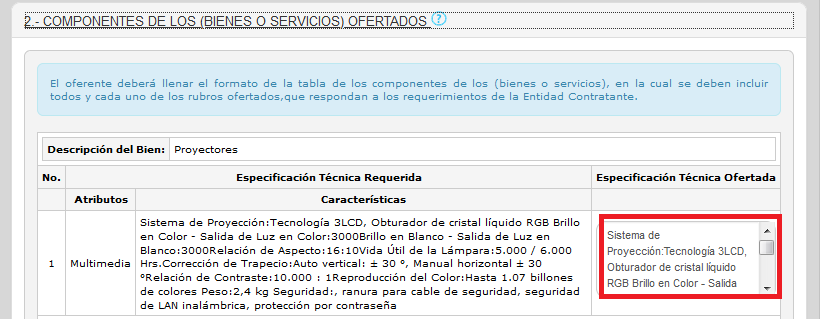 2.- COMPONENTES DE LOS (BIENES O SERVICIOS) OFERTADOS ?
El oferente deberá llenar el formato de la tabla de los componentes de los (bienes o servicios), en la cual se deben incluir
todos y cada uno de los rubros ofertados,que respondan a los requerimientos de la Entidad Contratante.
Descripción del Bien: Proyectores
No. Especificación Técnica Requerida Especificación Técnica Ofertada
Atributos Características
1 Multimedia
Sistema de Proyección:Tecnología 3LCD, Obturador de cristal líquido RGB Brillo
en Color - Salida de Luz en Color:3000Brillo en Blanco - Salida de Luz en
Blanco:3000Relación de Aspecto:16:10Vida Útil de la Lámpara:5.000 / 6.000
Hrs.Corrección de Trapecio:Auto vertical: ± 30 °, Manual horizontal ± 30
°Relación de Contraste:10.000 : 1Reproducción del Color:Hasta 1.07 billones
de colores Peso:2,4 kg Seguridad:, ranura para cable de seguridad, seguridad
de LAN inalámbrica, protección por contraseña
Sistema de
Proyección:Tecnología 3LCD,
Obturador de cristal líquido
RGB Brillo en Color - Salida